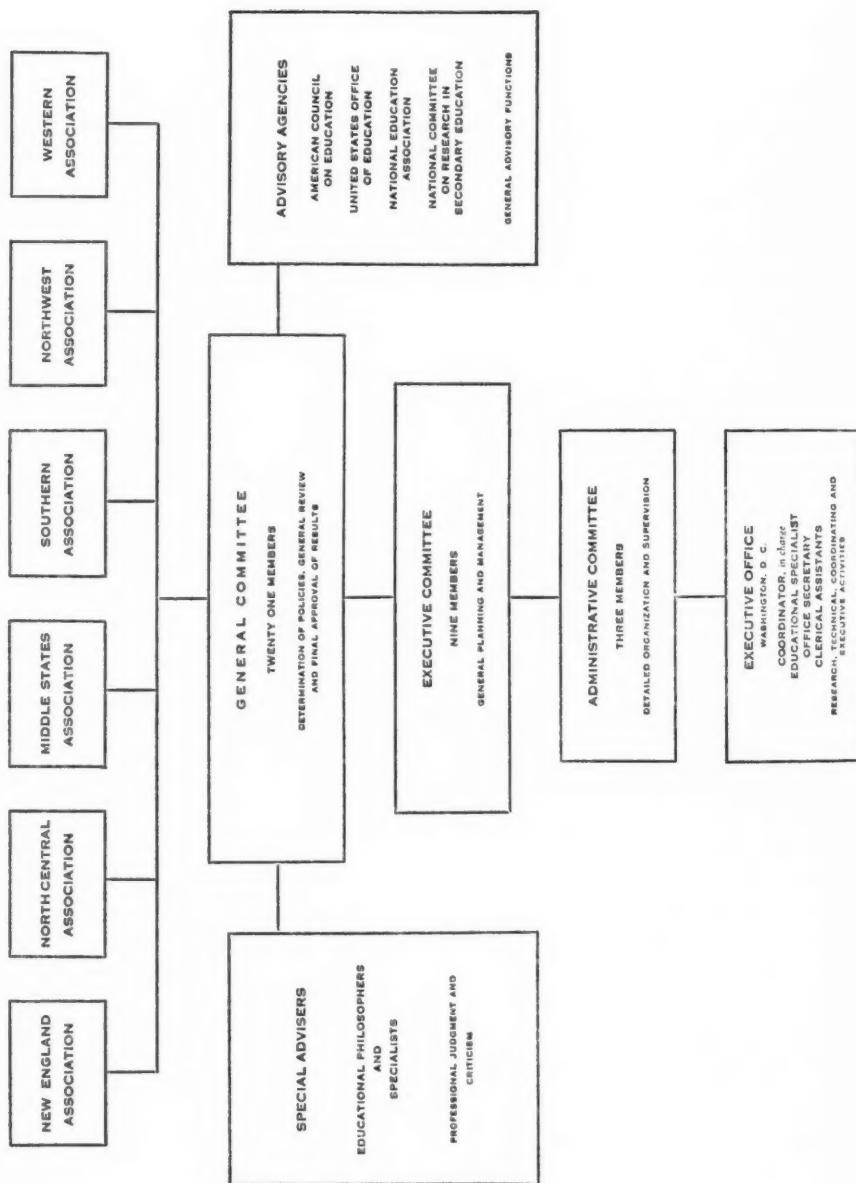 NEW ENGLAND
ASSOCIATION
NORTH CENTRAL
ASSOCIATION
MIDDLE STATES
ASSOCIATION
SOUTHERN
ASSOCIATION
NORTHWEST
ASSOCIATION
WESTERN
ASSOCIATION
SPECIAL ADVISERS
EDUCATIONAL PHILOSOPHERS
AND
SPECIALISTS
PROFESSIONAL JUDGMENT AND
CRITICISM
GENERAL COMMITTEE
TWENTY ONE MEMBERS
DETERMINATION OF POLICIES, GENERAL REVIEW
AND FINAL APPROVAL OF RESULTS
ADVISORY AGENCIES
AMERICAN COUNCIL
ON EDUCATION
UNITED STATES OFFICE
OF EDUCATION
NATIONAL EDUCATION
ASSOCIATION
NATIONAL COMMITTEE
ON RESEARCH IN
SECONDARY EDUCATION
GENERAL ADVISORY FUNCTIONS
EXECUTIVE COMMITTEE
NINE MEMBERS
GENERAL PLANNING AND MANAGEMENT
ADMINISTRATIVE COMMITTEE
THREE MEMBERS
DETAILED ORGANIZATION AND SUPERVISION
EXECUTIVE OFFICE
WASHINGTON, D. C.
COORDINATOR, in charge
EDUCATIONAL SPECIALIST
OFFICE SECRETARY
CLERICAL ASSISTANTS
RESEARCH, TECHNICAL, COORDINATING AND
EXECUTIVE ACTIVITIES